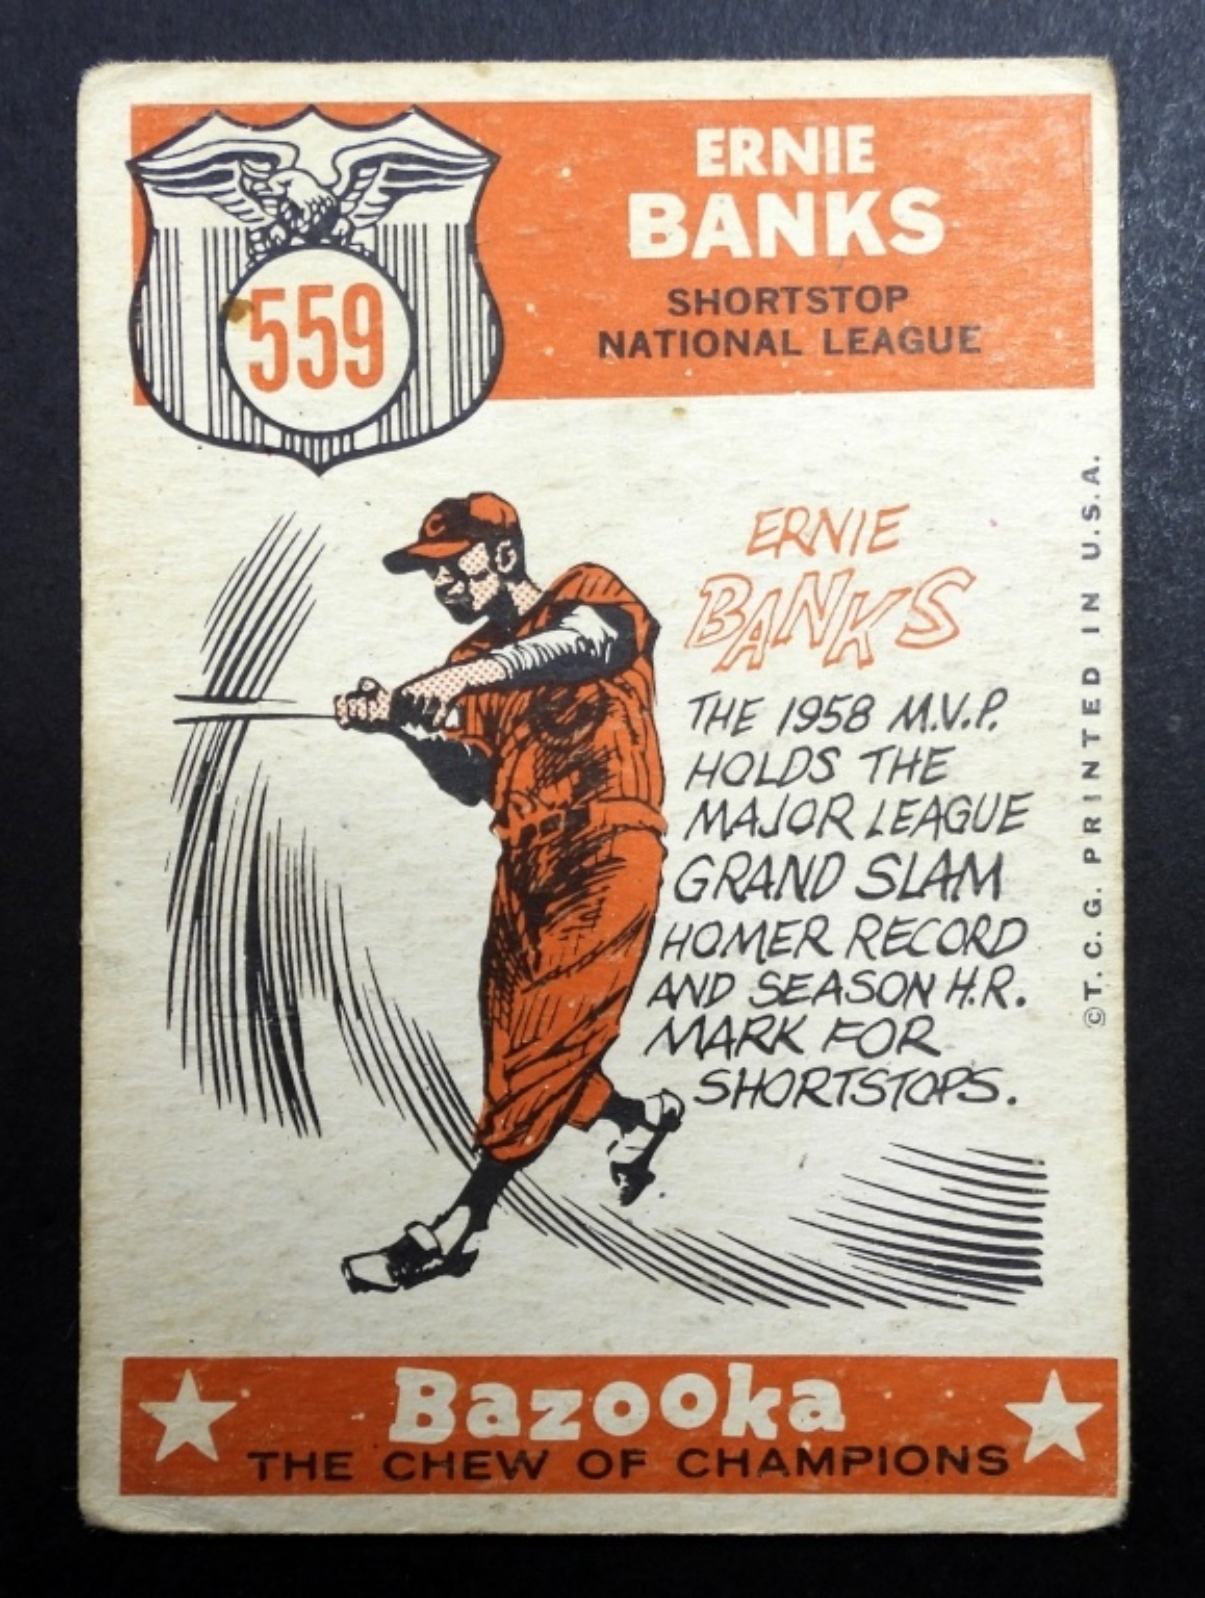 559
ERNIE
BANKS
SHORTSTOP
NATIONAL LEAGUE
C
ERNIE
BANKS
THE 1958 M.V.P.
HOLDS THE
MAJOR LEAGUE
GRAND SLAM
HOMER RECORD
AND SEASON H.R.
MARK FOR
SHORTSTOPS.
©T. C. G. PRINTED IN U.S.A.
Bazooka
THE CHEW OF CHAMPIONS